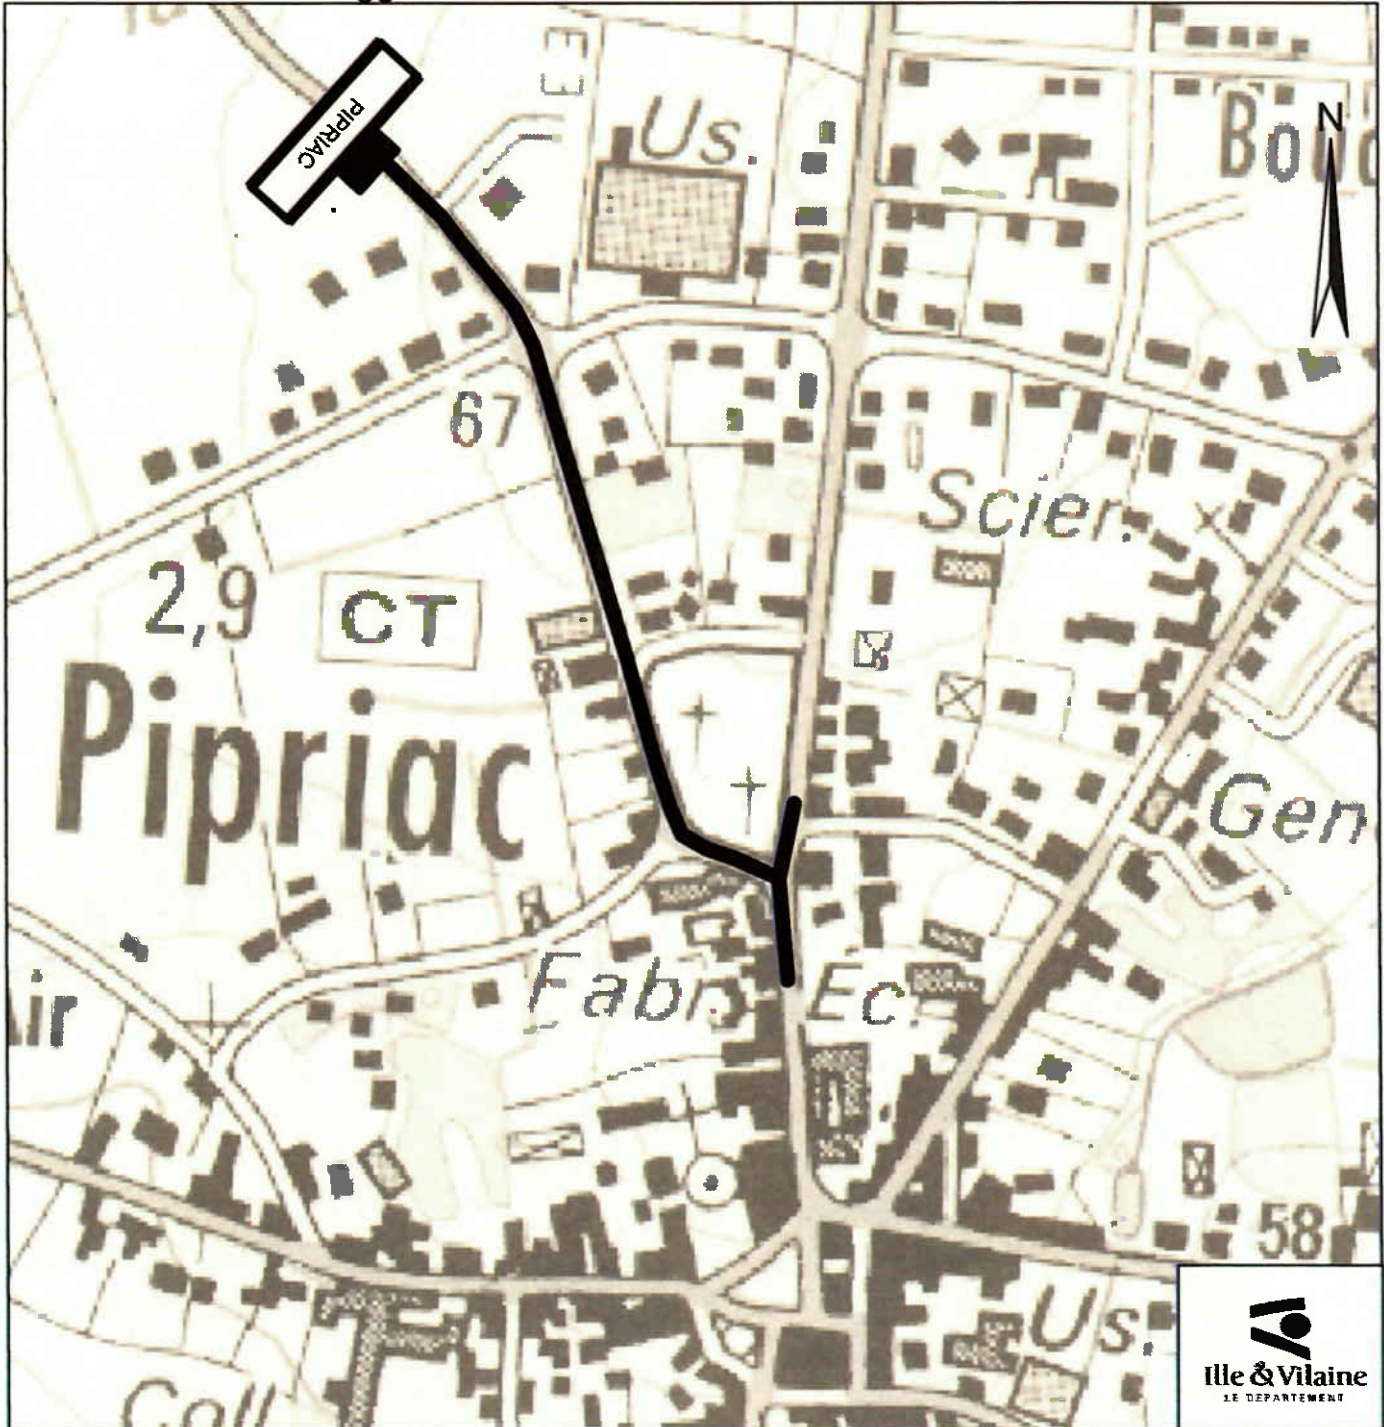 PIPRIAC
Us.
Bou
N
67
Scier.
2,9
CT
Pipriac
Gen
Fabr.
Ec.
Air
58
Us.
Coll
Ille & Vilaine
LE DEPARTEMENT